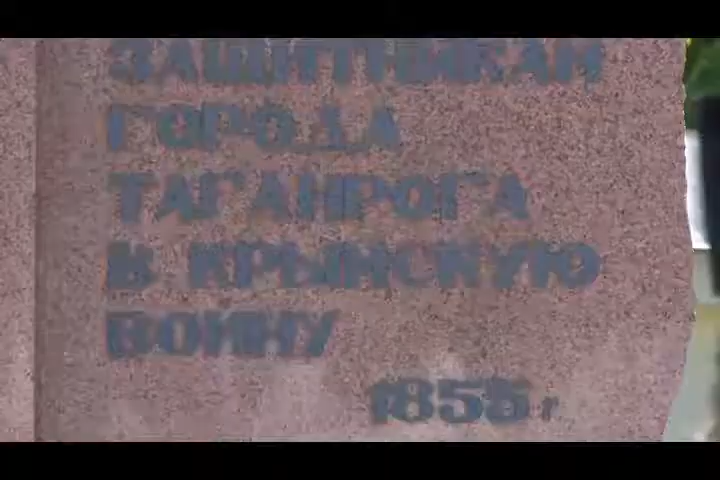 ЗАЩИТНИКАМ
ГОРОДА
ТАГАНРОГА
В КРЫМСКУЮ
ВОЙНУ
1855 г